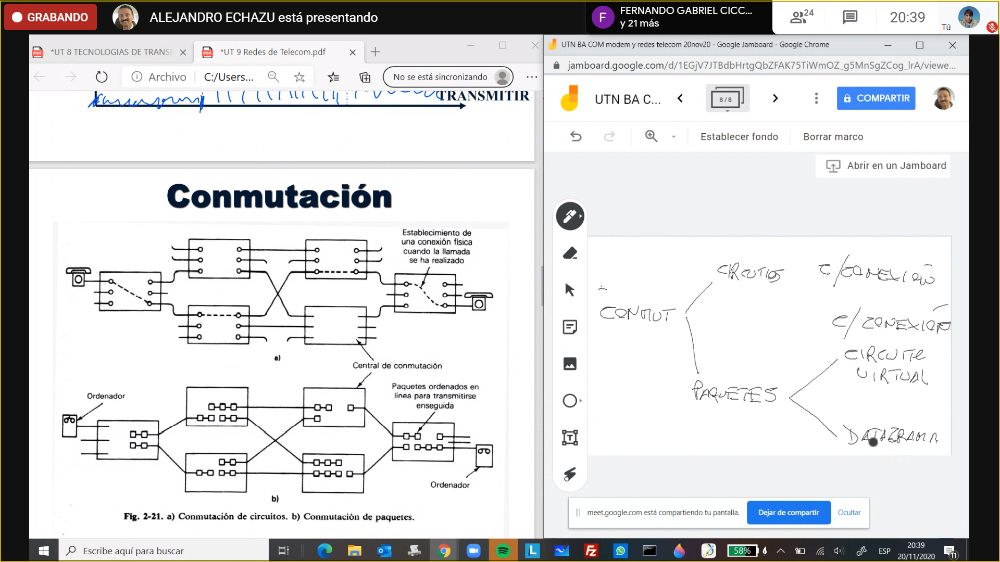 GRABANDO
ALEJANDRO ECHAZU está presentando
F
FERNANDO GABRIEL CICC...
y 21 más
24
20:39
Tú
PDF
*UT 8 TECNOLOGIAS DE TRANSF
PDF
*UT 9 Redes de Telecom.pdf
Archivo
C:/Users...
No se está sincronizando
TRANSMITIR
Conmutación
Establecimiento de
una conexión física
cuando la llamada
se ha realizado
a)
Central de conmutación
Ordenador
Paquetes ordenados en
línea para transmitirse
enseguida
Ordenador
b)
Fig. 2-21. a) Conmutación de circuitos. b) Conmutación de paquetes.
UTN BA COM modem y redes telecom 20nov20 - Google Jamboard - Google Chrome
jamboard.google.com/d/1EGjV7JTBdbHrtgQbZFAK75TiWmOZ_g5MnSgZCog_lrA/viewe...
UTN BA C...
8 / 8
COMPARTIR
Establecer fondo
Borrar marco
Abrir en un Jamboard
CIRCUITOS
C/CONEXIÓN
CONMUT
C/ CONEXIÓN
CIRCUITO
VIRTUAL
PAQUETES
DATAGRAMA
meet.google.com está compartiendo tu pantalla.
Dejar de compartir
Ocultar
Escribe aquí para buscar
L
Fz
58%
ESP
20:39
20/11/2020
11